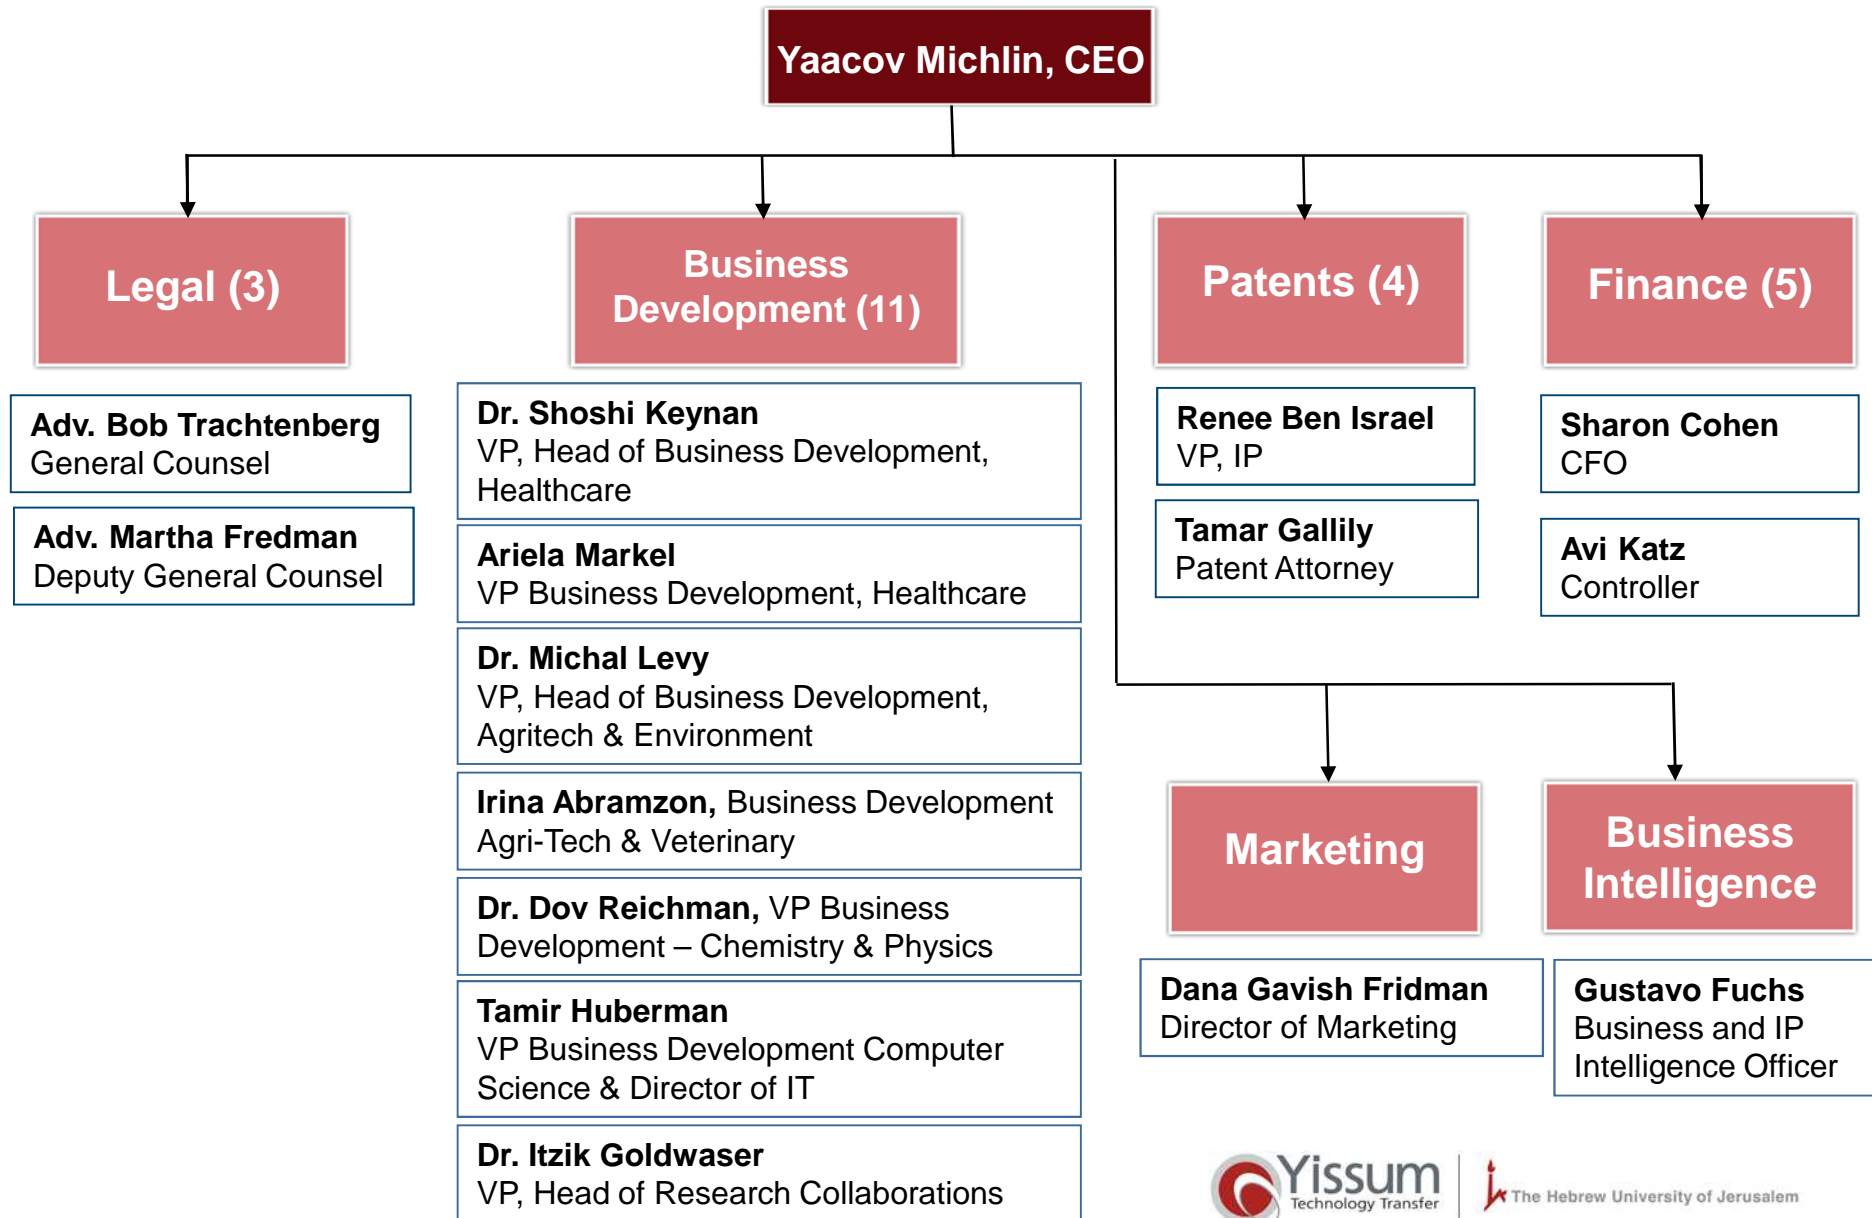 Yaacov Michlin, CEO
Legal (3)
Business
Development (11)
Patents (4)
Finance (5)
Adv. Bob Trachtenberg
General Counsel
Adv. Martha Fredman
Deputy General Counsel
Dr. Shoshi Keynan
VP, Head of Business Development,
Healthcare
Ariela Markel
VP Business Development, Healthcare
Dr. Michal Levy
VP, Head of Business Development,
Agritech & Environment
Irina Abramzon, Business Development
Agri-Tech & Veterinary
Dr. Dov Reichman, VP Business
Development – Chemistry & Physics
Tamir Huberman
VP Business Development Computer
Science & Director of IT
Dr. Itzik Goldwaser
VP, Head of Research Collaborations
Renee Ben Israel
VP, IP
Tamar Gallily
Patent Attorney
Sharon Cohen
CFO
Avi Katz
Controller
Marketing
Business
Intelligence
Dana Gavish Fridman
Director of Marketing
Gustavo Fuchs
Business and IP
Intelligence Officer
Yissum
Technology Transfer
The Hebrew University of Jerusalem